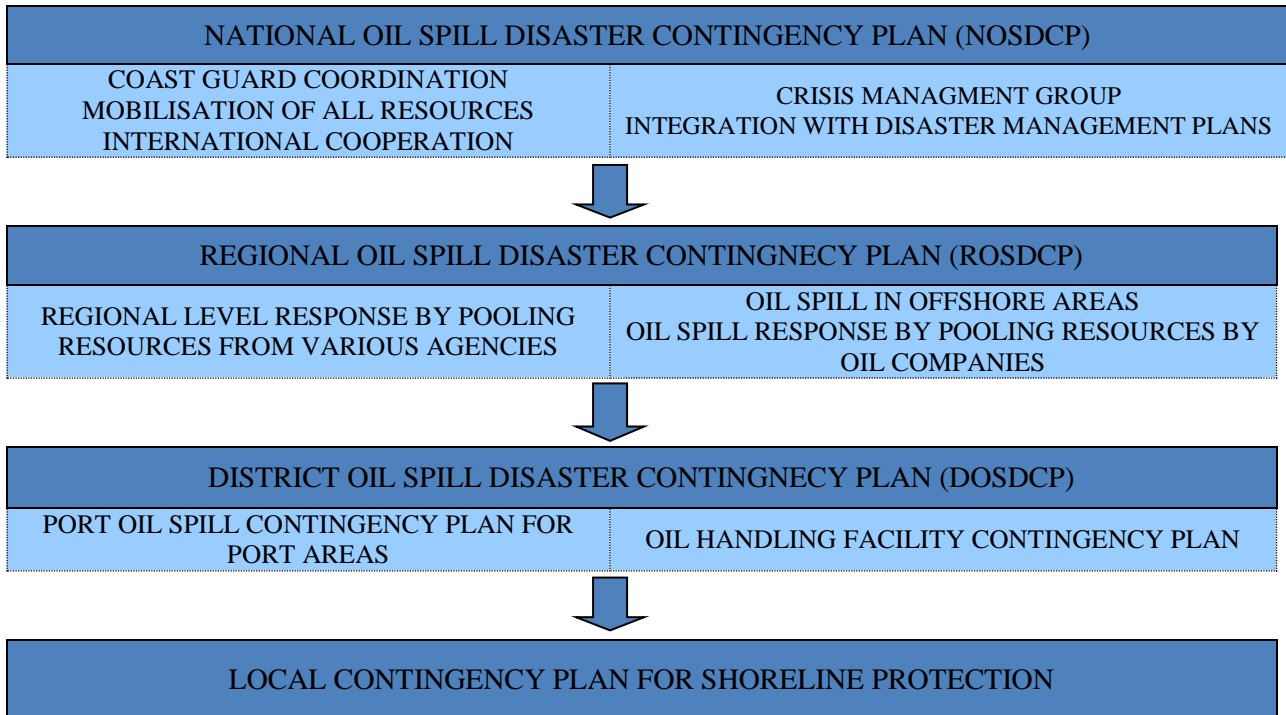 NATIONAL OIL SPILL DISASTER CONTINGENCY PLAN (NOSDCP)
COAST GUARD COORDINATION
MOBILISATION OF ALL RESOURCES
INTERNATIONAL COOPERATION
CRISIS MANAGMENT GROUP
INTEGRATION WITH DISASTER MANAGEMENT PLANS
REGIONAL OIL SPILL DISASTER CONTINGNECY PLAN (ROSDCP)
REGIONAL LEVEL RESPONSE BY POOLING
RESOURCES FROM VARIOUS AGENCIES
OIL SPILL IN OFFSHORE AREAS
OIL SPILL RESPONSE BY POOLING RESOURCES BY
OIL COMPANIES
DISTRICT OIL SPILL DISASTER CONTINGNECY PLAN (DOSDCP)
PORT OIL SPILL CONTINGENCY PLAN FOR
PORT AREAS
OIL HANDLING FACILITY CONTINGENCY PLAN
LOCAL CONTINGENCY PLAN FOR SHORELINE PROTECTION